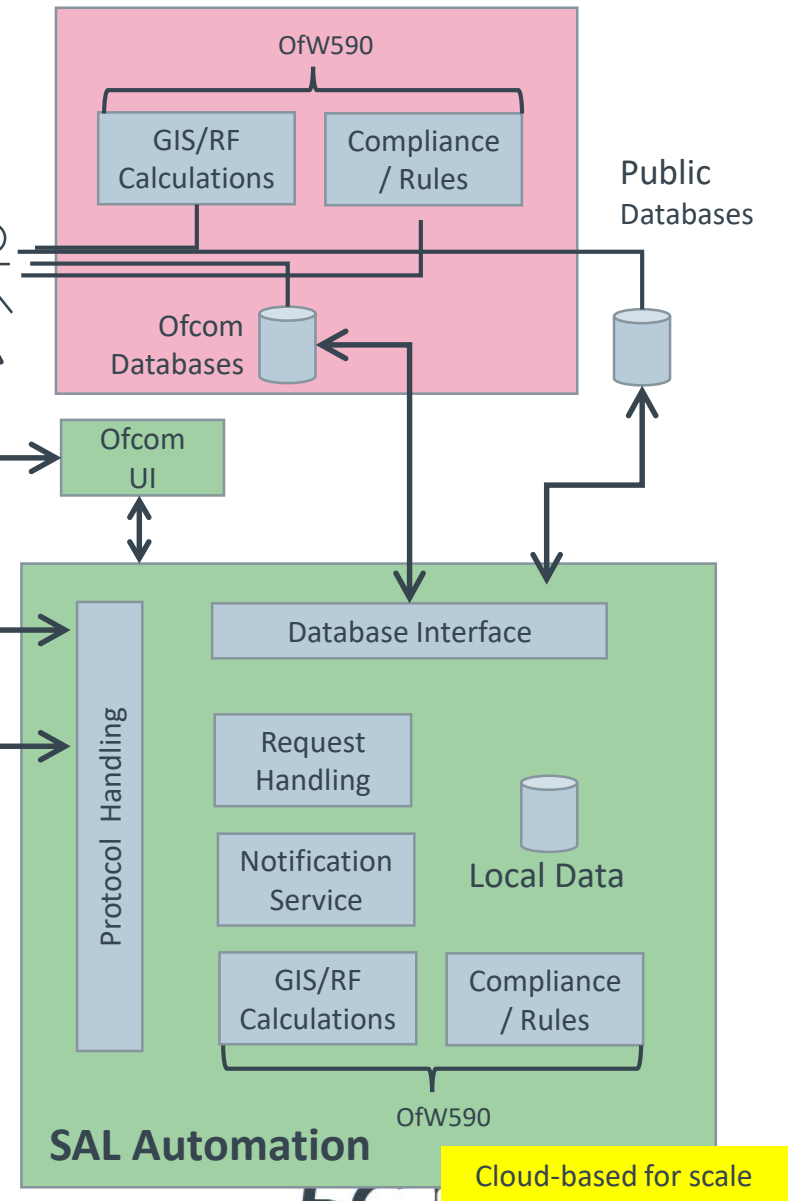 OfW590
GIS/RF
Calculations
Compliance
/ Rules
Public
Databases
Ofcom
Databases
Ofcom
UI
Database Interface
Protocol Handling
Request
Handling
Notification
Service
Local Data
GIS/RF
Calculations
Compliance
/ Rules
OfW590
SAL Automation
Cloud-based for scale